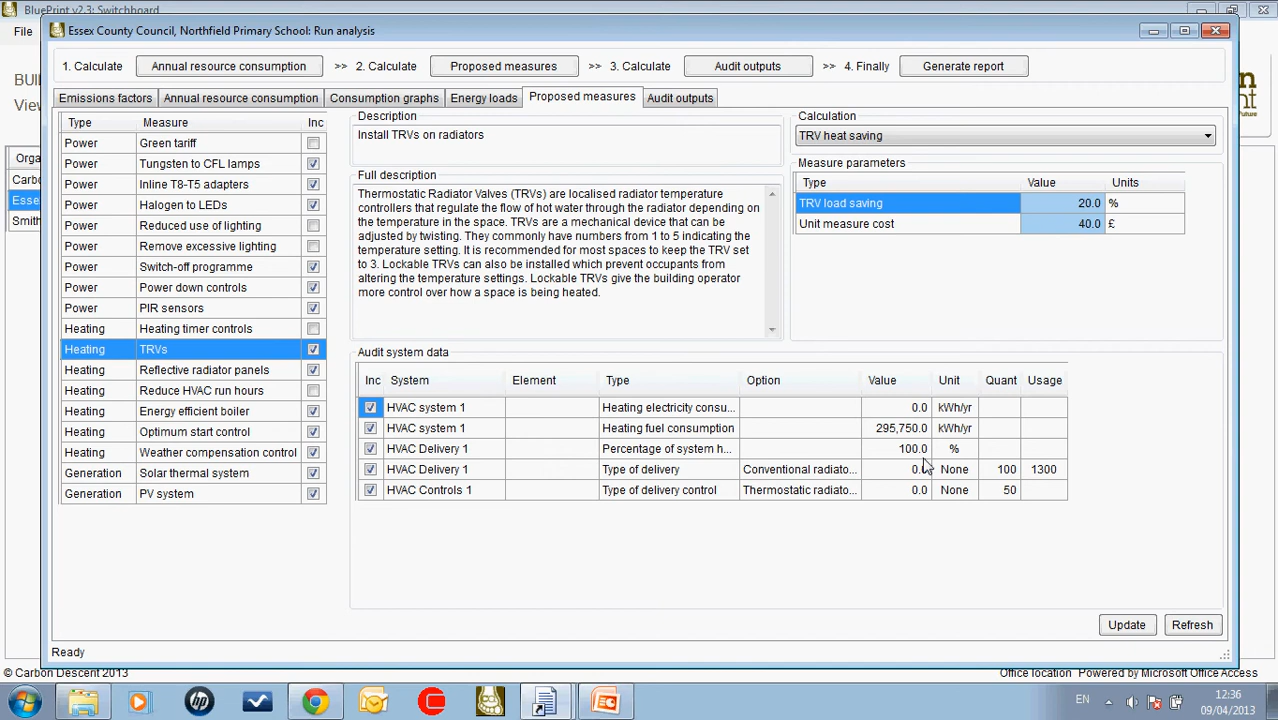 BluePrint v2.3: Switchboard
File
Essex County Council, Northfield Primary School: Run analysis
1. Calculate Annual resource consumption >> 2. Calculate Proposed measures >> 3. Calculate Audit outputs >> 4. Finally Generate report
Emissions factors Annual resource consumption Consumption graphs Energy loads Proposed measures Audit outputs
Type Measure Inc
Power Green tariff
Power Tungsten to CFL lamps
Power Inline T8-T5 adapters
Power Halogen to LEDs
Power Reduced use of lighting
Power Remove excessive lighting
Power Switch-off programme
Power Power down controls
Power PIR sensors
Heating Heating timer controls
Heating TRVs
Heating Reflective radiator panels
Heating Reduce HVAC run hours
Heating Energy efficient boiler
Heating Optimum start control
Heating Weather compensation control
Generation Solar thermal system
Generation PV system
Description
Install TRVs on radiators
Full description
Thermostatic Radiator Valves (TRVs) are localised radiator temperature
controllers that regulate the flow of hot water through the radiator depending on
the temperature in the space. TRVs are a mechanical device that can be
adjusted by twisting. They commonly have numbers from 1 to 5 indicating the
temperature setting. It is recommended for most spaces to keep the TRV set
to 3. Lockable TRVs can also be installed which prevent occupants from
altering the temperature settings. Lockable TRVs give the building operator
more control over how a space is being heated.
Calculation
TRV heat saving
Measure parameters
Type Value Units
TRV load saving 20.0 %
Unit measure cost 40.0 £
Audit system data
Inc System Element Type Option Value Unit Quant Usage
HVAC system 1 Heating electricity consu... 0.0 kWh/yr
HVAC system 1 Heating fuel consumption 295,750.0 kWh/yr
HVAC Delivery 1 Percentage of system h... 100.0 %
HVAC Delivery 1 Type of delivery Conventional radiato... None 100 1300
HVAC Controls 1 Type of delivery control Thermostatic radiato... 0.0 None 50
Update Refresh
Ready
© Carbon Descent 2013
Office location Powered by Microsoft Office Access
EN
12:36
09/04/2013